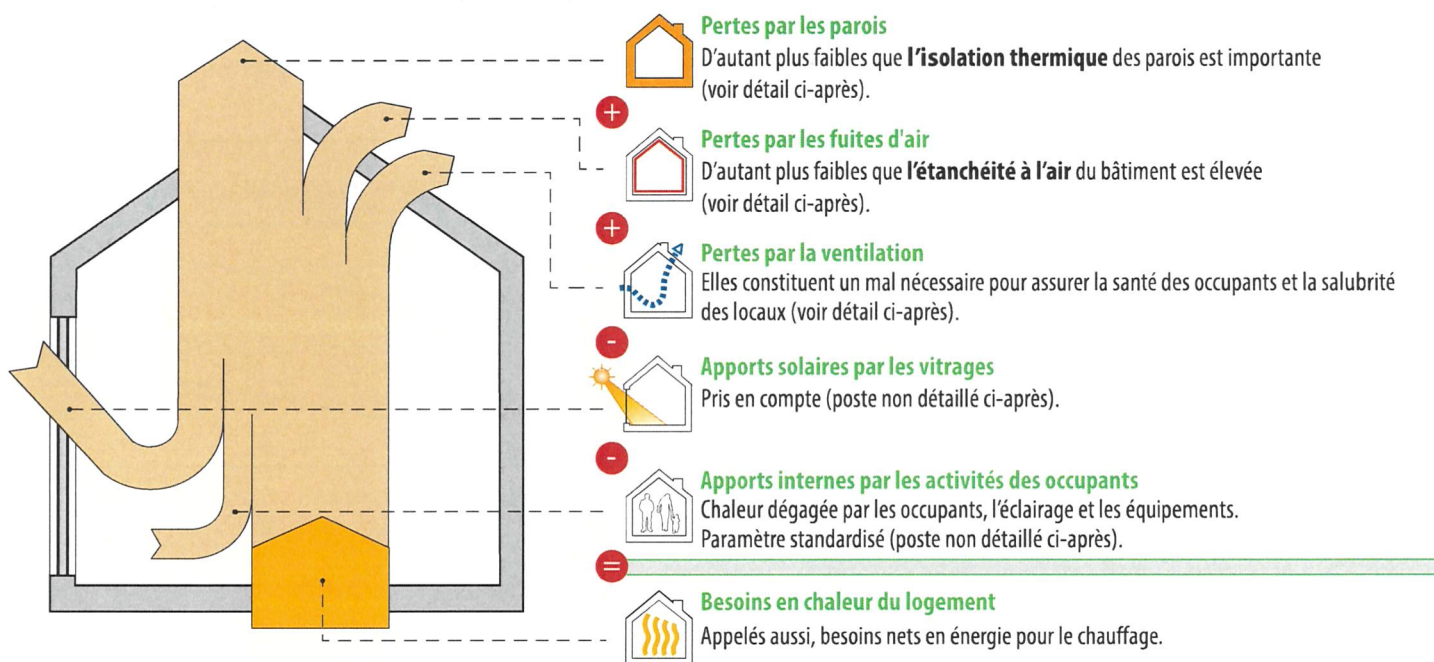 Pertes par les parois
D'autant plus faibles que l'isolation thermique des parois est importante
(voir détail ci-après).
+
Pertes par les fuites d'air
D'autant plus faibles que l'étanchéité à l'air du bâtiment est élevée
(voir détail ci-après).
+
Pertes par la ventilation
Elles constituent un mal nécessaire pour assurer la santé des occupants et la salubrité
des locaux (voir détail ci-après).
-
Apports solaires par les vitrages
Pris en compte (poste non détaillé ci-après).
-
Apports internes par les activités des occupants
Chaleur dégagée par les occupants, l'éclairage et les équipements.
Paramètre standardisé (poste non détaillé ci-après).
=
Besoins en chaleur du logement
Appelés aussi, besoins nets en énergie pour le chauffage.